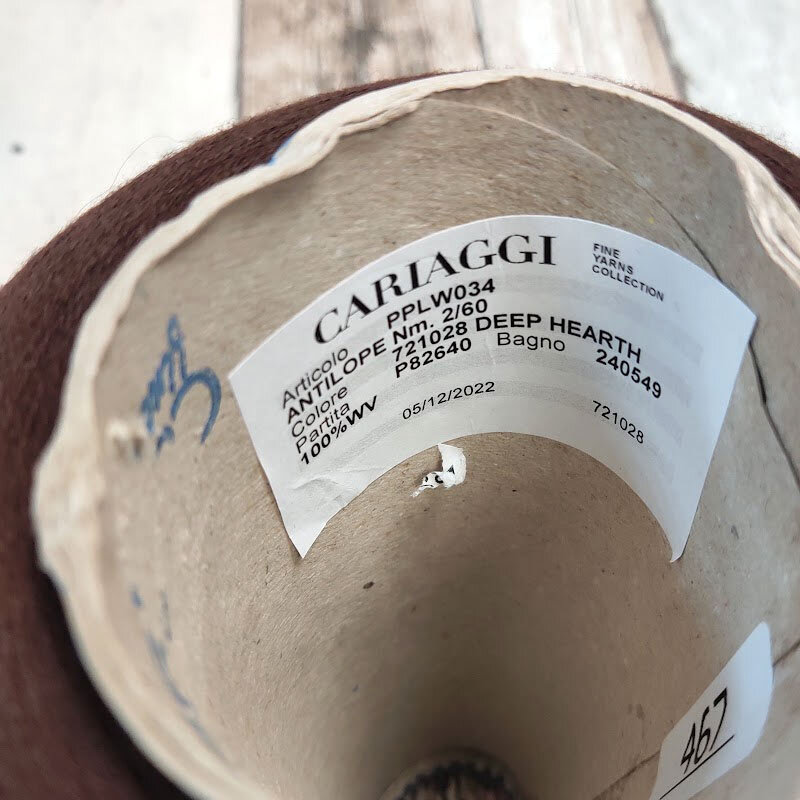 CARIAGGI
FINE
YARNS
COLLECTION
Articolo PPLW034
ANTILOPE Nm. 2/60
Colore 721028 DEEP HEARTH
Partita P82640 Bagno 240549
100%WV 05/12/2022 721028
467